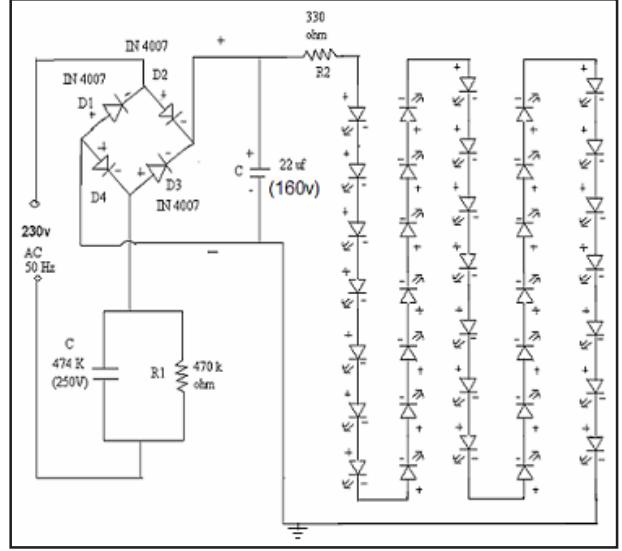 330
ohm
R2
IN 4007
IN 4007
D2
D1
D4
D3
IN 4007
+
-
C
22 uf
(160v)
230v
AC
50 Hz
C
474 K
(250V)
R1
470 k
ohm